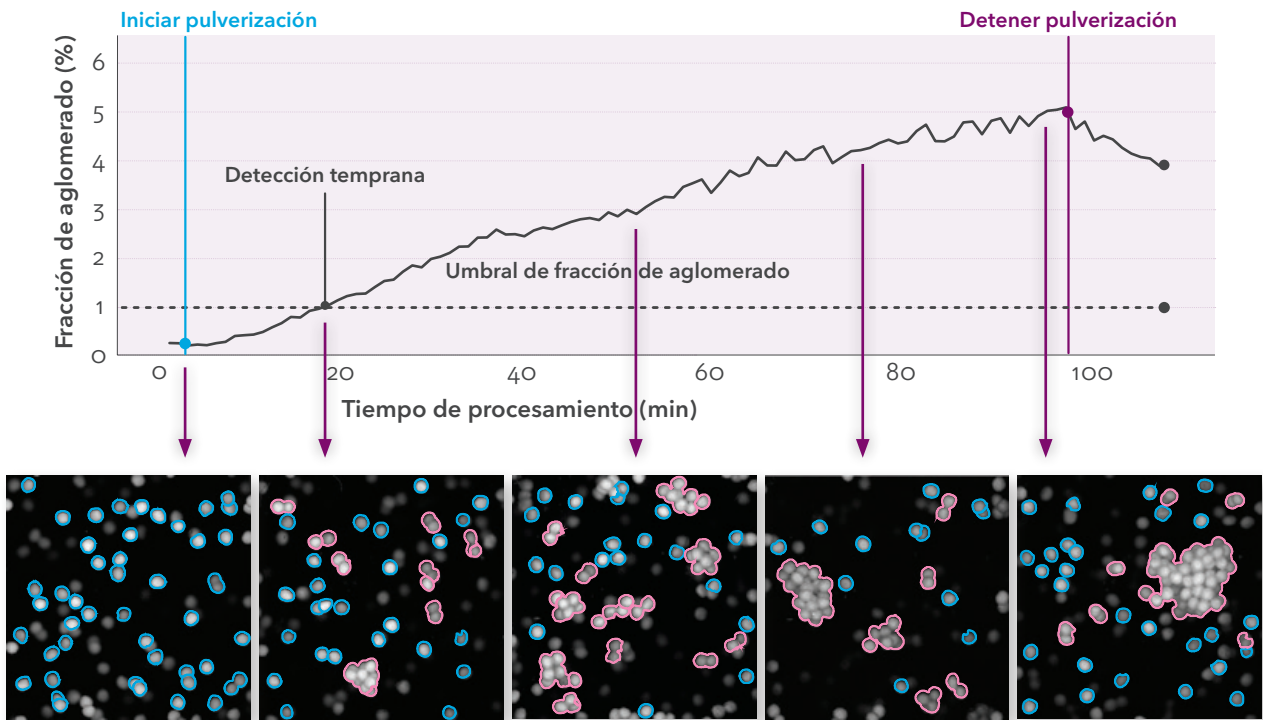 Iniciar pulverización
Detener pulverización
Fracción de aglomerado (%)
6
5
4
3
2
1
0
Detección temprana
Umbral de fracción de aglomerado
0 20 40 60 80 100
Tiempo de procesamiento (min)